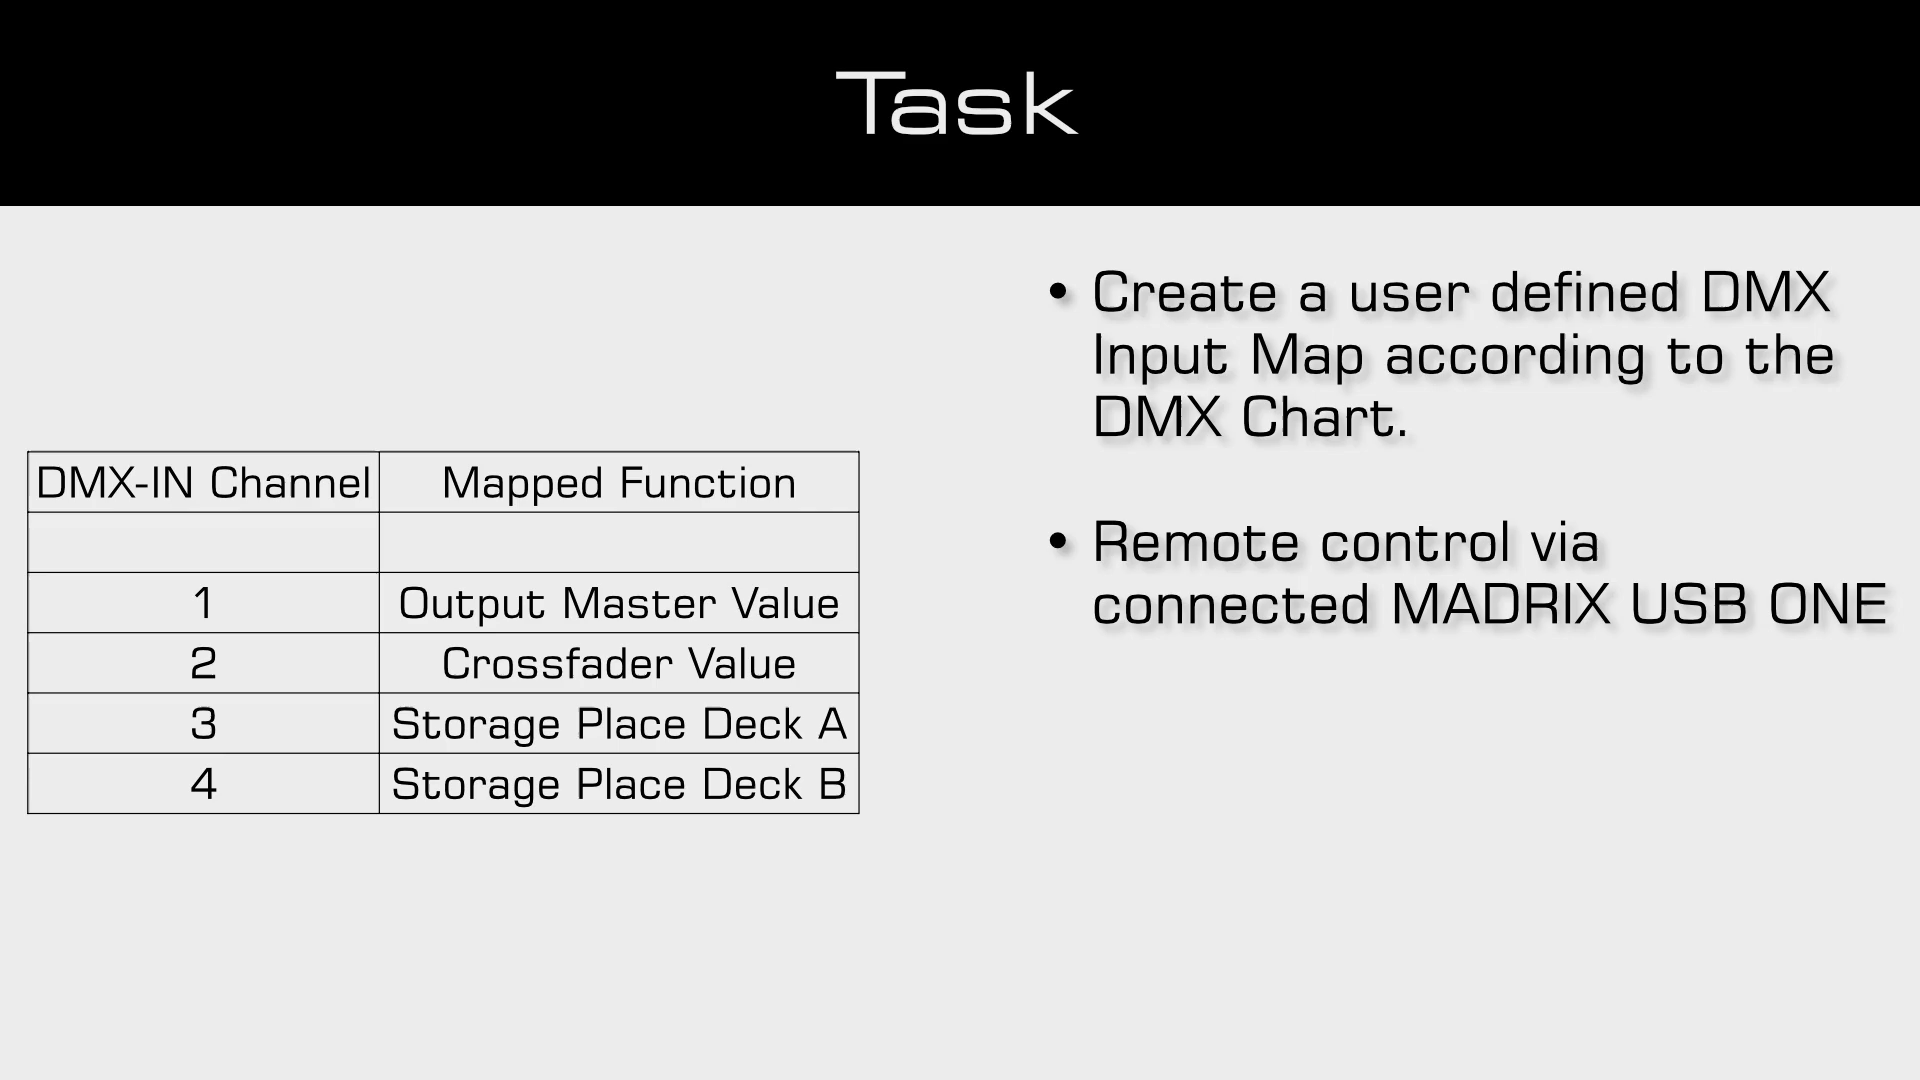 Task
DMX-IN Channel Mapped Function
1 Output Master Value
2 Crossfader Value
3 Storage Place Deck A
4 Storage Place Deck B
• Create a user defined DMX
Input Map according to the
DMX Chart.
• Remote control via
connected MADRIX USB ONE